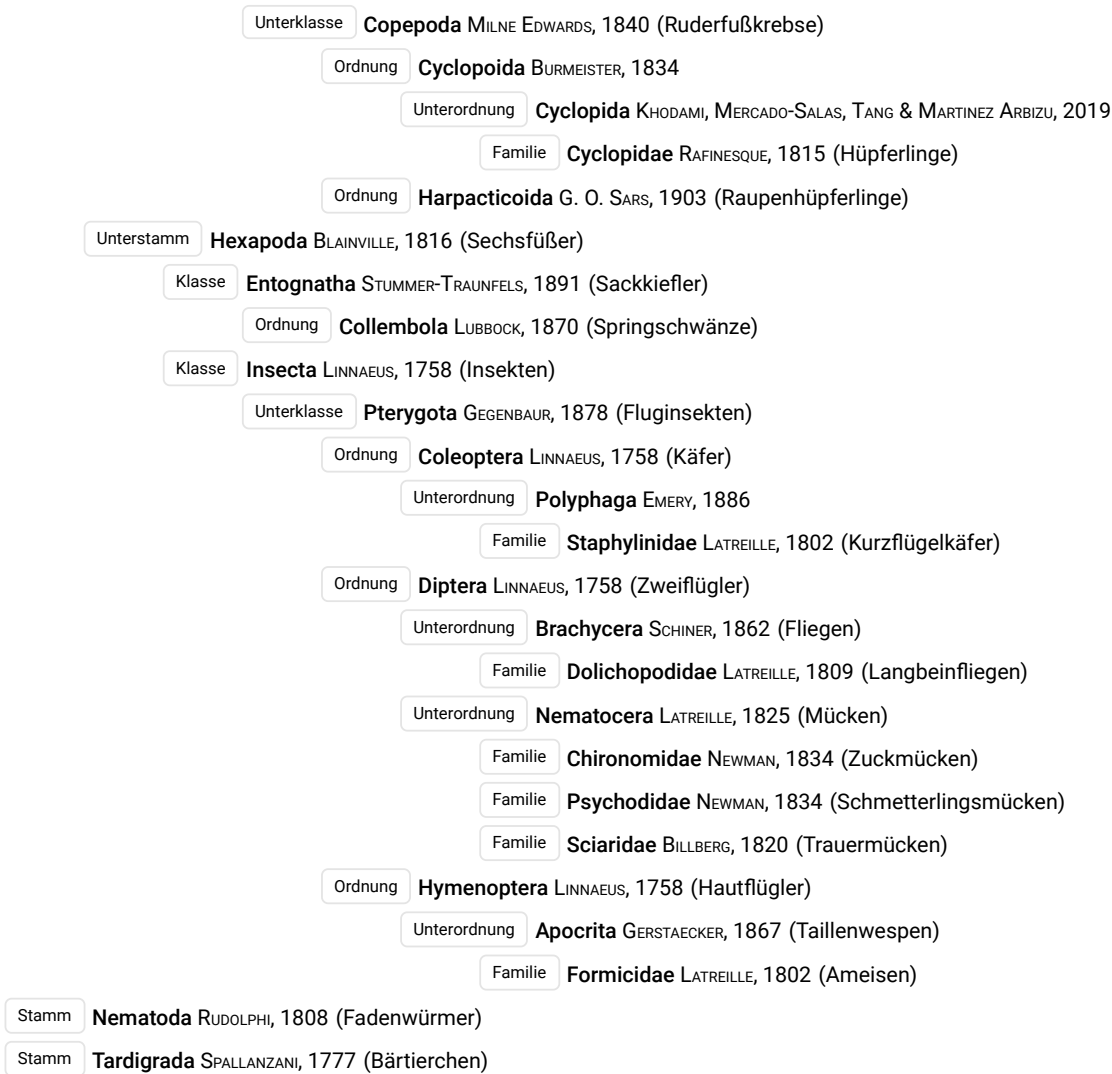 Unterklasse Copepoda Milne Edwards, 1840 (Ruderfußkrebse)
Ordnung Cyclopoida Burmeister, 1834
Unterordnung Cyclopida Khodami, Mercado-Salas, Tang & Martinez Arbizu, 2019
Familie Cyclopidae Rafinesque, 1815 (Hüpferlinge)
Ordnung Harpacticoida G. O. Sars, 1903 (Raupenhüpferlinge)
Unterstamm Hexapoda Blainville, 1816 (Sechsfüßer)
Klasse Entognatha Stummer-Traunfels, 1891 (Sackkiefler)
Ordnung Collembola Lubbock, 1870 (Springschwänze)
Klasse Insecta Linnaeus, 1758 (Insekten)
Unterklasse Pterygota Gegenbaur, 1878 (Fluginsekten)
Ordnung Coleoptera Linnaeus, 1758 (Käfer)
Unterordnung Polyphaga Emery, 1886
Familie Staphylinidae Latreille, 1802 (Kurzflügelkäfer)
Ordnung Diptera Linnaeus, 1758 (Zweiflügler)
Unterordnung Brachycera Schiner, 1862 (Fliegen)
Familie Dolichopodidae Latreille, 1809 (Langbeinfliegen)
Unterordnung Nematocera Latreille, 1825 (Mücken)
Familie Chironomidae Newman, 1834 (Zuckmücken)
Familie Psychodidae Newman, 1834 (Schmetterlingsmücken)
Familie Sciaridae Billberg, 1820 (Trauermücken)
Ordnung Hymenoptera Linnaeus, 1758 (Hautflügler)
Unterordnung Apocrita Gerstaecker, 1867 (Taillenwespen)
Familie Formicidae Latreille, 1802 (Ameisen)
Stamm Nematoda Rudolphi, 1808 (Fadenwürmer)
Stamm Tardigrada Spallanzani, 1777 (Bärtierchen)